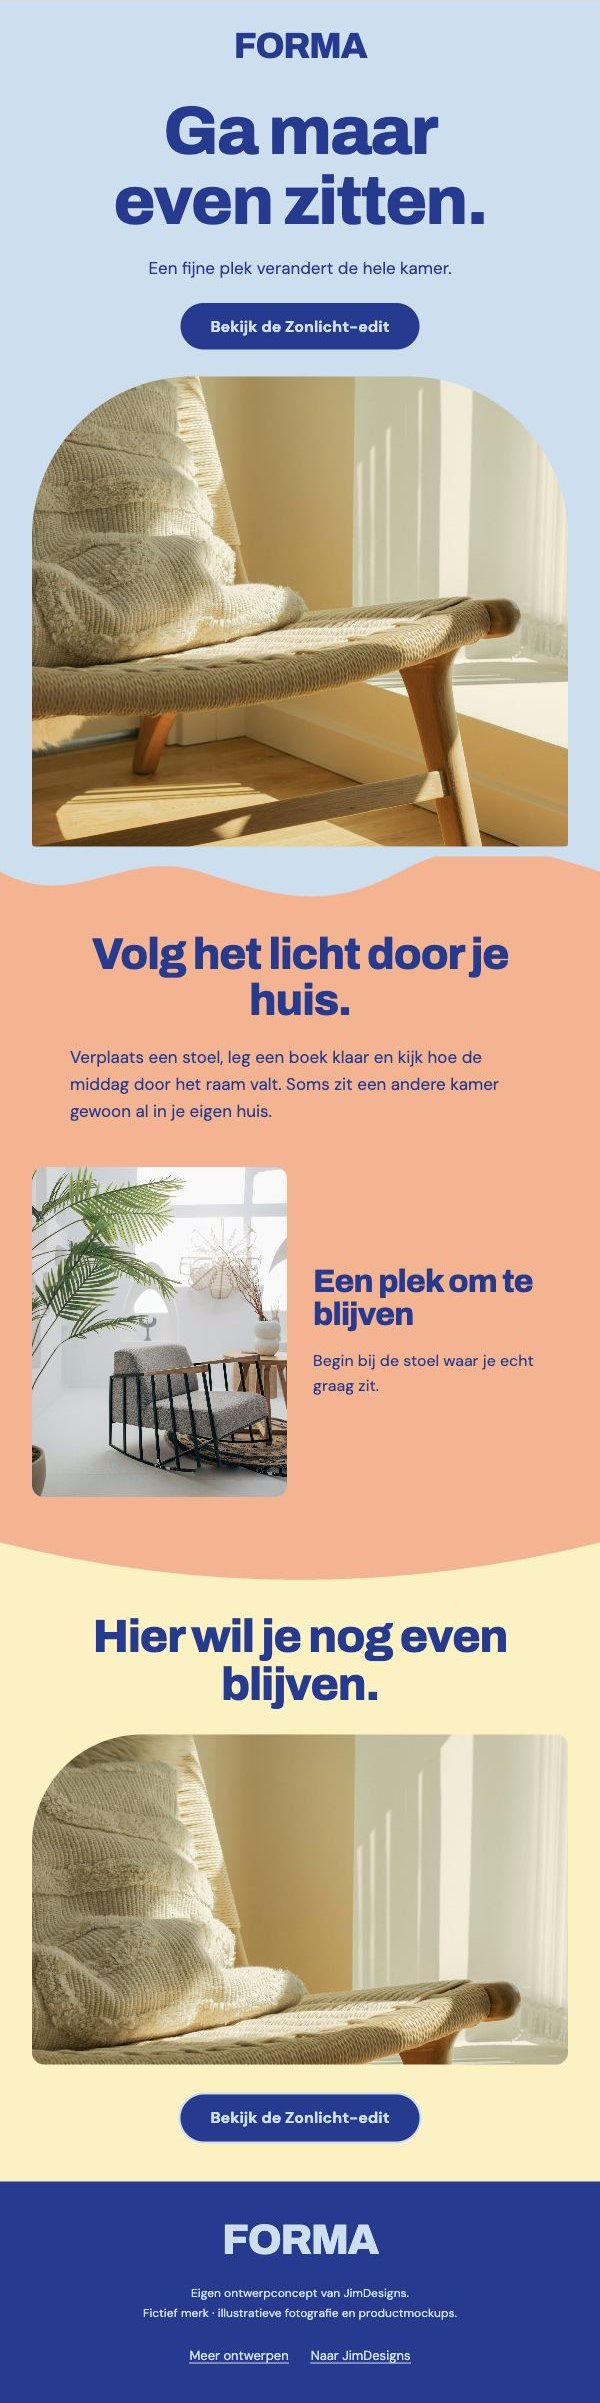 FORMA
Ga maar
even zitten.
Een fijne plek verandert de hele kamer.
Bekijk de Zonlicht-edit
Volg het licht door je
huis.
Verplaats een stoel, leg een boek klaar en kijk hoe de
middag door het raam valt. Soms zit een andere kamer
gewoon al in je eigen huis.
Een plek om te
blijven
Begin bij de stoel waar je echt
graag zit.
Hier wil je nog even
blijven.
Bekijk de Zonlicht-edit
FORMA
Eigen ontwerpconcept van JimDesigns.
Fictief merk · illustratieve fotografie en productmockups.
Meer ontwerpen Naar JimDesigns